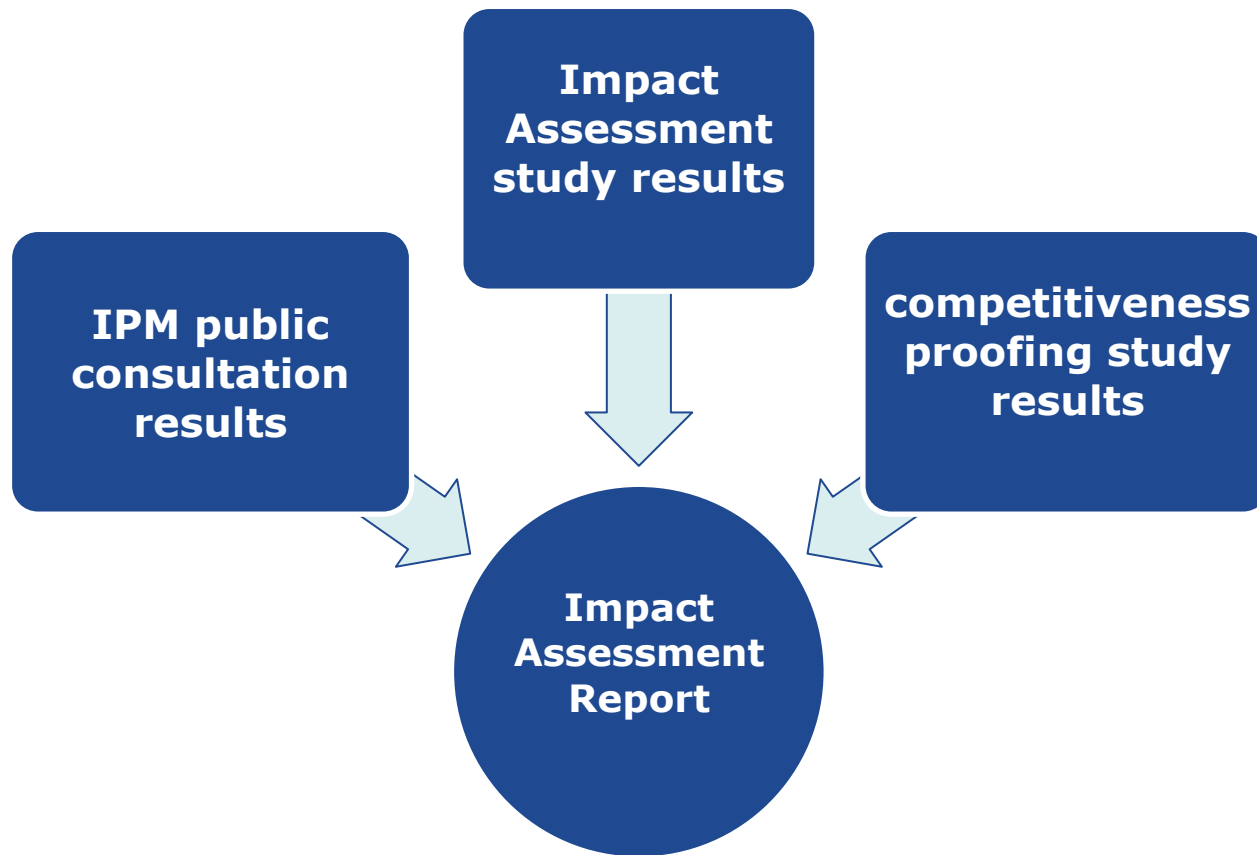 Impact
Assessment
study results
IPM public
consultation
results
competitiveness
proofing study
results
Impact
Assessment
Report